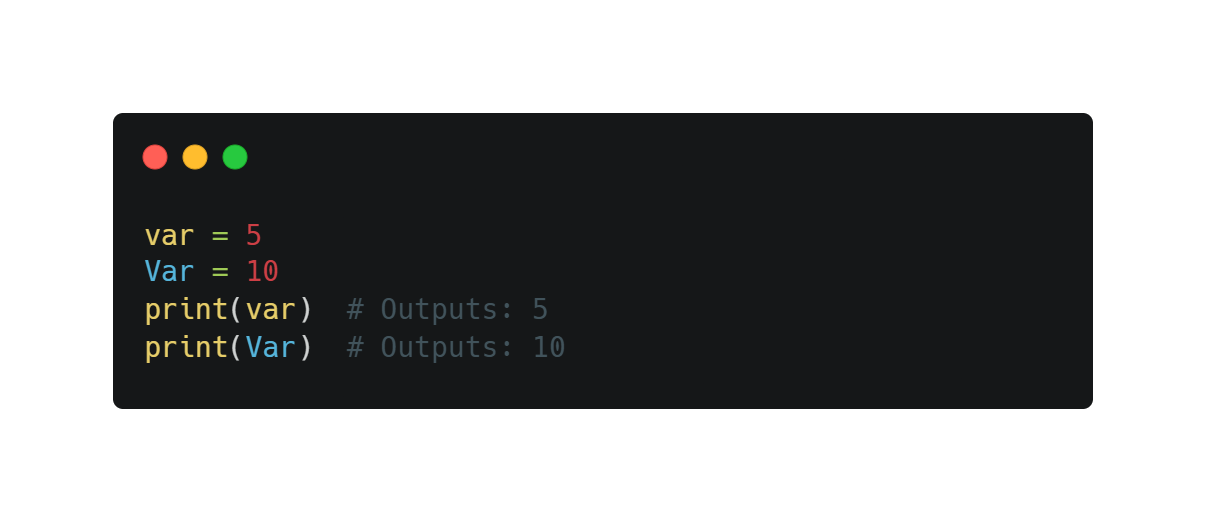 var = 5
Var = 10
print(var)  # Outputs: 5
print(Var)  # Outputs: 10